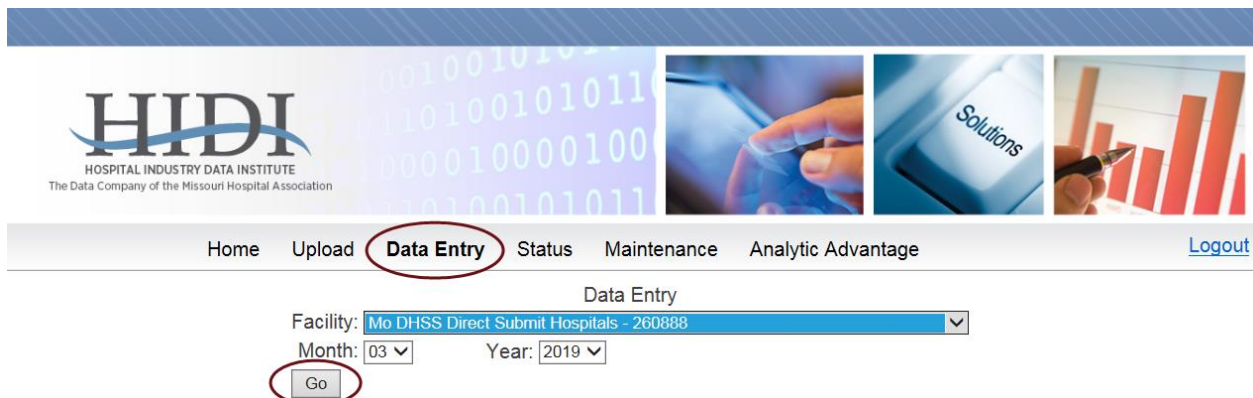 HIDI
HOSPITAL INDUSTRY DATA INSTITUTE
The Data Company of the Missouri Hospital Association
Solutions
Home Upload Data Entry Status Maintenance Analytic Advantage Logout
Data Entry
Facility: Mo DHSS Direct Submit Hospitals - 260888
Month: 03 Year: 2019
Go